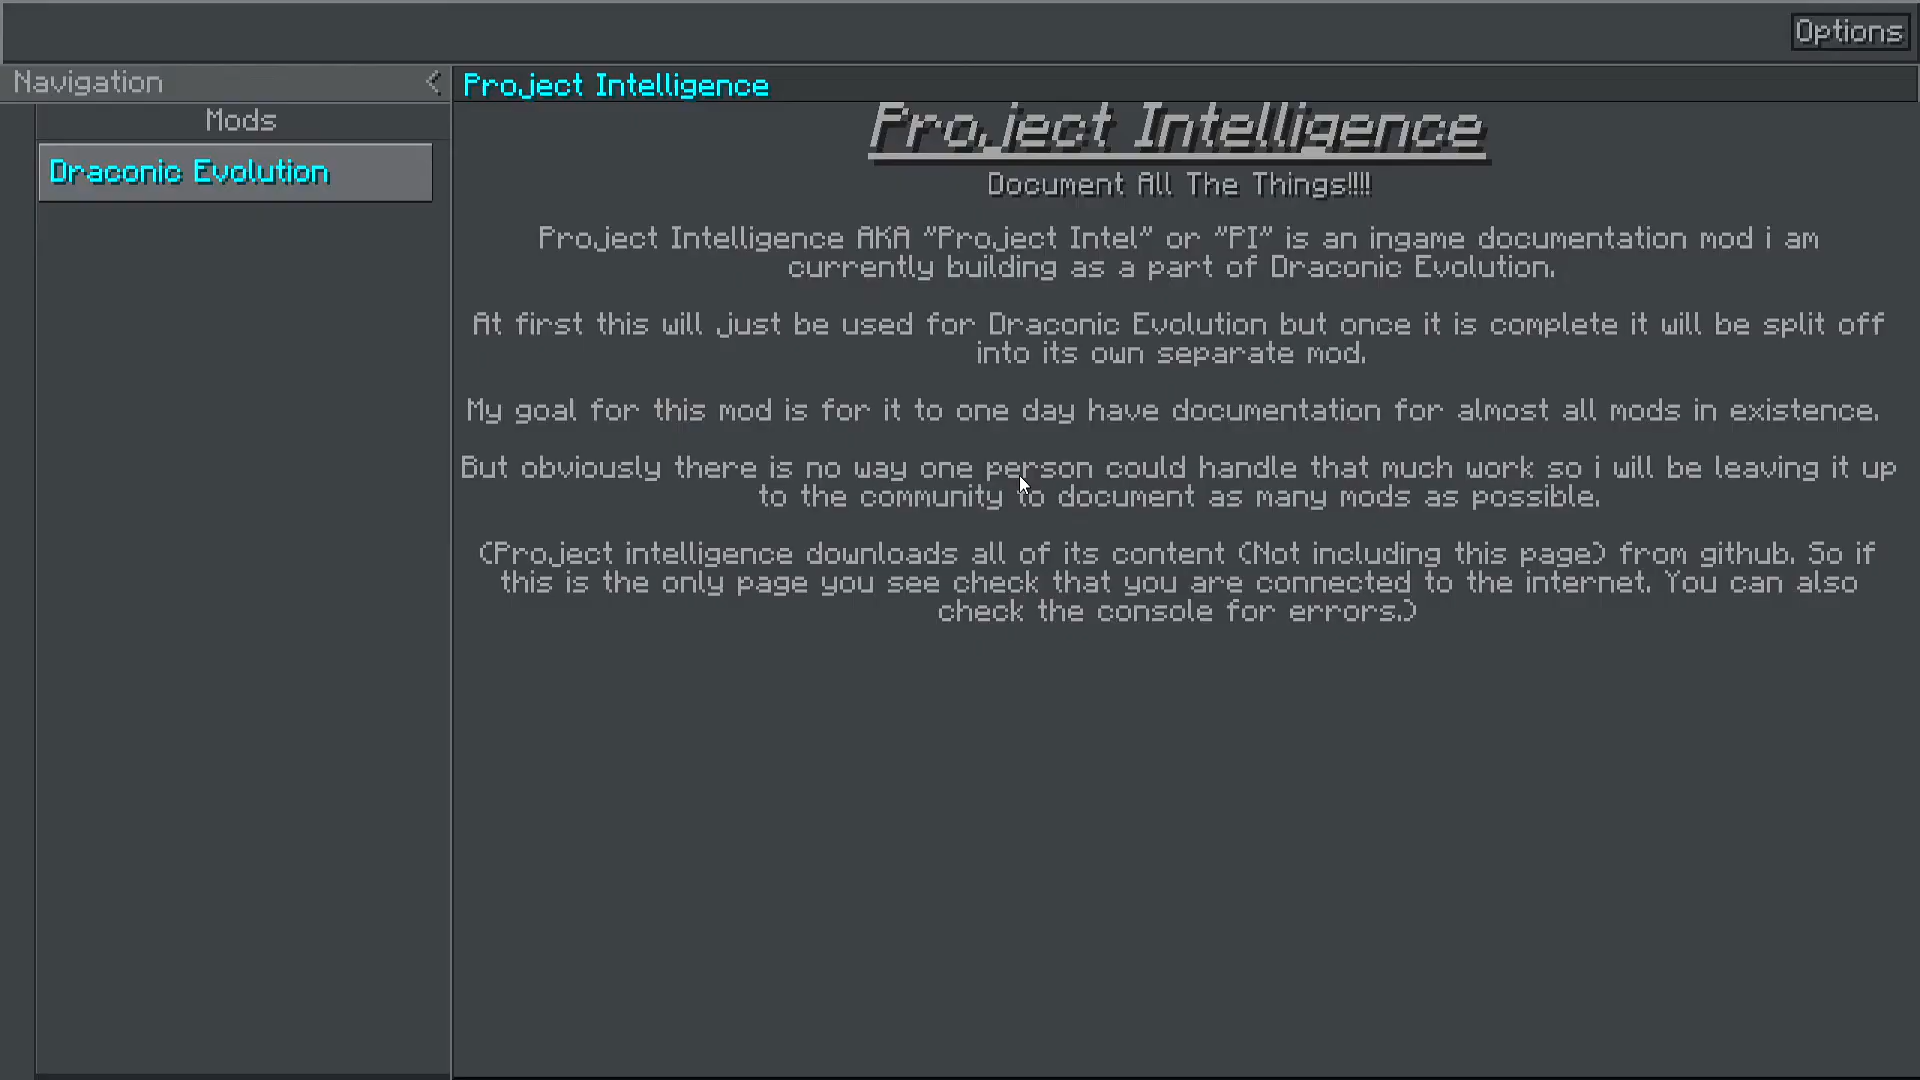 Options
Navigation <
Project Intelligence
Mods
Draconic Evolution
Project Intelligence
Document All The Things!!!!
Project Intelligence AKA "Project Intel" or "PI" is an ingame documentation mod i am
currently building as a part of Draconic Evolution.
At first this will just be used for Draconic Evolution but once it is complete it will be split off
into its own separate mod.
My goal for this mod is for it to one day have documentation for almost all mods in existence.
But obviously there is no way one person could handle that much work so i will be leaving it up
to the community to document as many mods as possible.
(Project intelligence downloads all of its content (Not including this page) from github. So if
this is the only page you see check that you are connected to the internet. You can also
check the console for errors.)